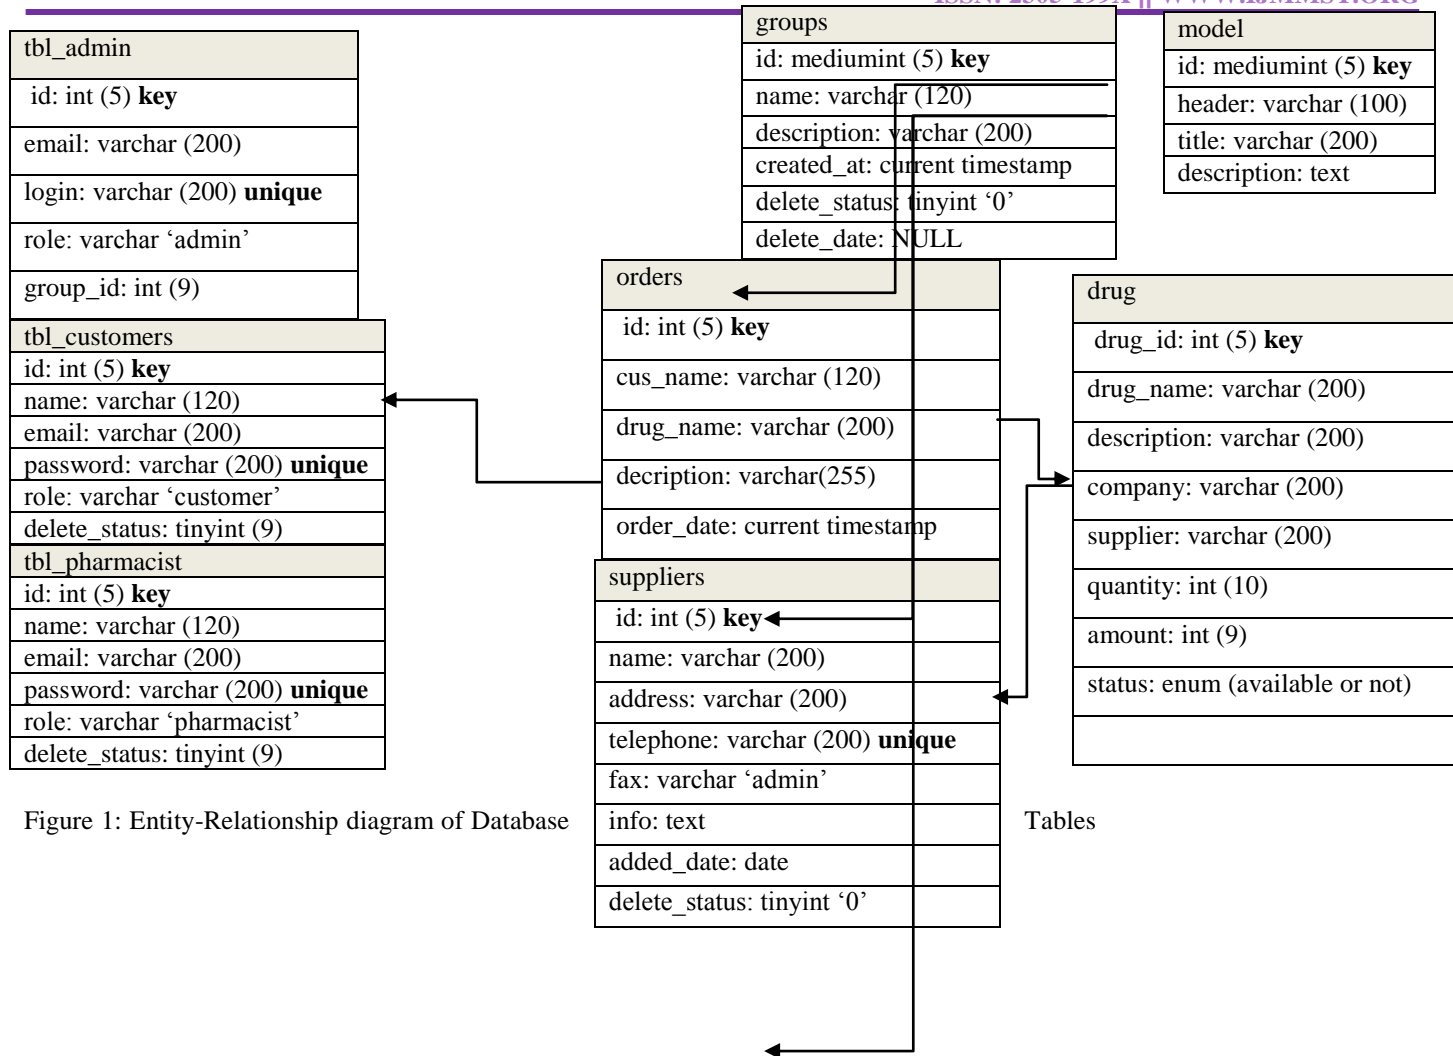 ISSN: 2305-199X || WWW.IJMMST.ORG
tbl_admin
id: int (5) key
email: varchar (200)
login: varchar (200) unique
role: varchar ‘admin’
group_id: int (9)
tbl_customers
id: int (5) key
name: varchar (120)
email: varchar (200)
password: varchar (200) unique
role: varchar ‘customer’
delete_status: tinyint (9)
tbl_pharmacist
id: int (5) key
name: varchar (120)
email: varchar (200)
password: varchar (200) unique
role: varchar ‘pharmacist’
delete_status: tinyint (9)
groups
id: mediumint (5) key
name: varchar (120)
description: varchar (200)
created_at: current timestamp
delete_status: tinyint ‘0’
delete_date: NULL
orders
id: int (5) key
cus_name: varchar (120)
drug_name: varchar (200)
decription: varchar(255)
order_date: current timestamp
suppliers
id: int (5) key
name: varchar (200)
address: varchar (200)
telephone: varchar (200) unique
fax: varchar ‘admin’
info: text
added_date: date
delete_status: tinyint ‘0’
model
id: mediumint (5) key
header: varchar (100)
title: varchar (200)
description: text
drug
drug_id: int (5) key
drug_name: varchar (200)
description: varchar (200)
company: varchar (200)
supplier: varchar (200)
quantity: int (10)
amount: int (9)
status: enum (available or not)
Figure 1: Entity-Relationship diagram of Database Tables